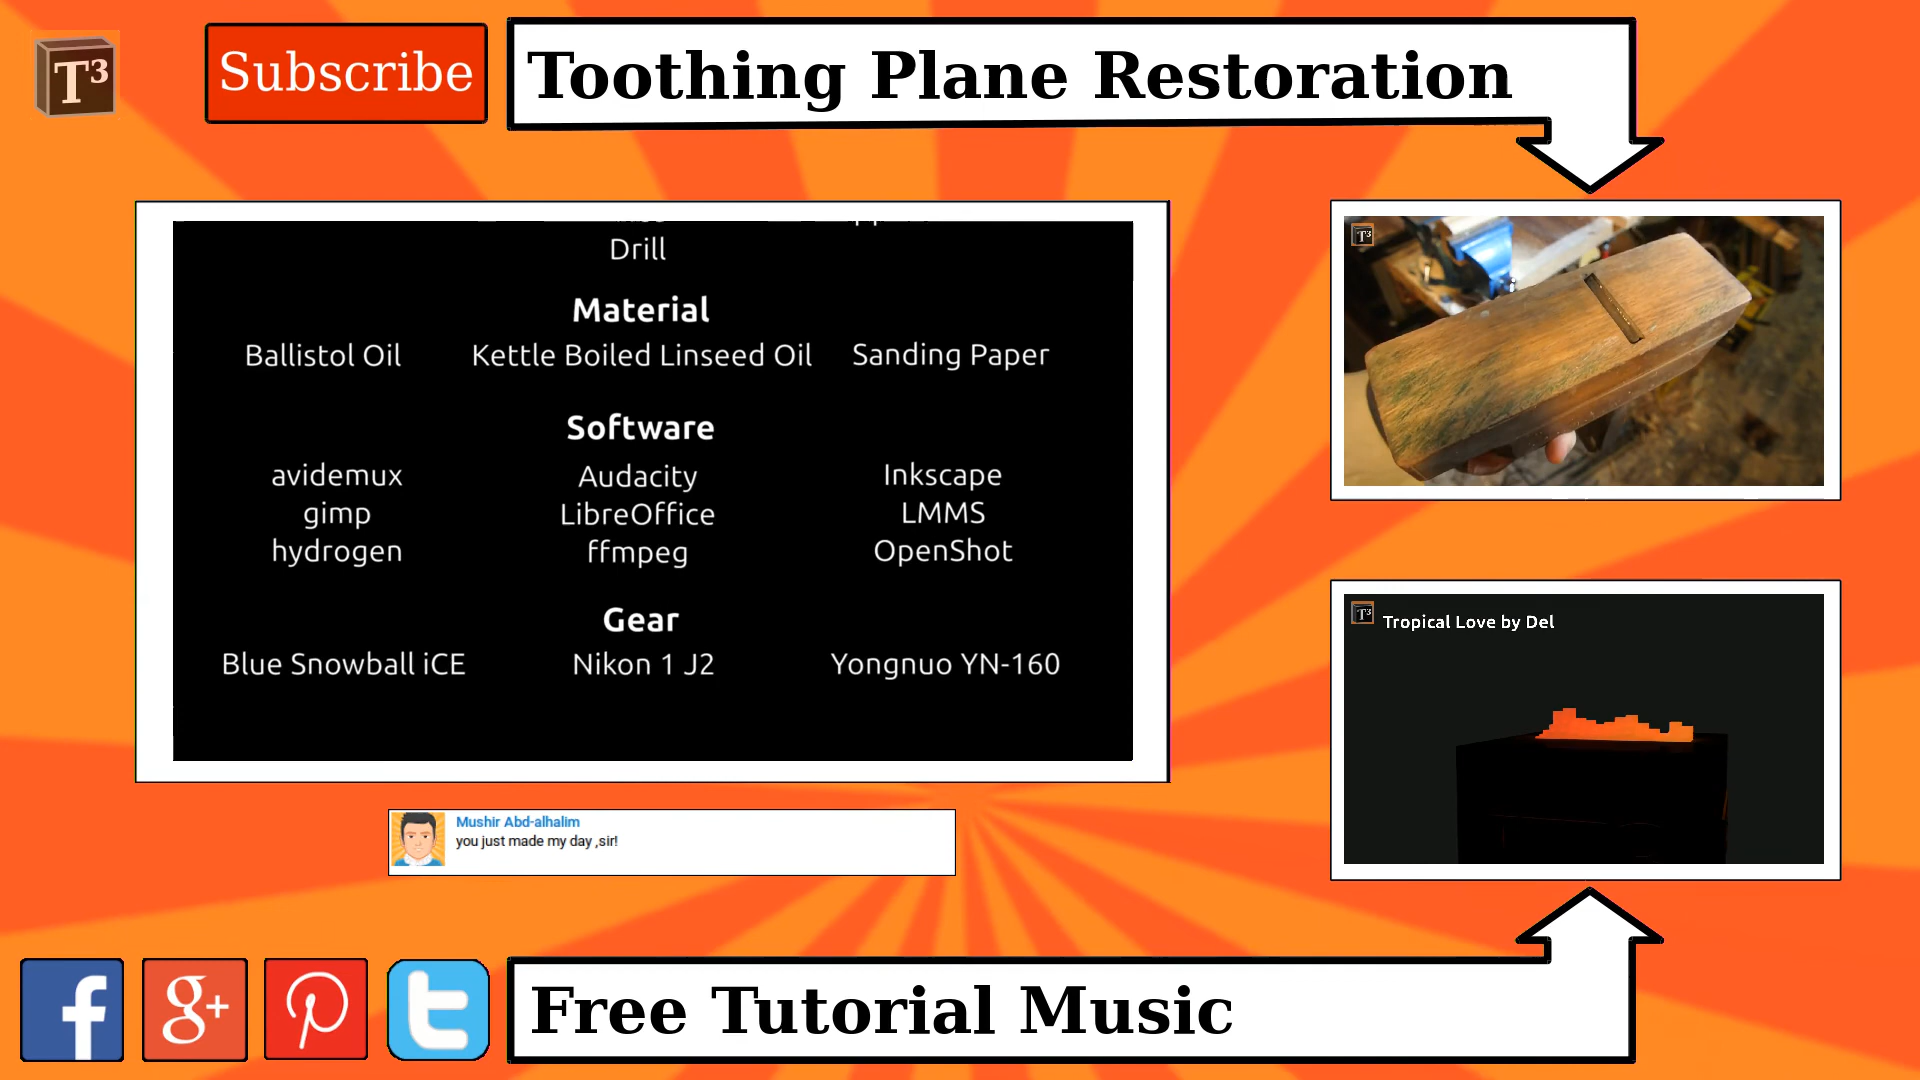 T³
Subscribe
Toothing Plane Restoration
Drill
Material
Ballistol Oil Kettle Boiled Linseed Oil Sanding Paper
Software
avidemux Audacity Inkscape
gimp LibreOffice LMMS
hydrogen ffmpeg OpenShot
Gear
Blue Snowball iCE Nikon 1 J2 Yongnuo YN-160
T³
T³ Tropical Love by Del
Mushir Abd-alhalim
you just made my day ,sir!
f g+ p t
Free Tutorial Music